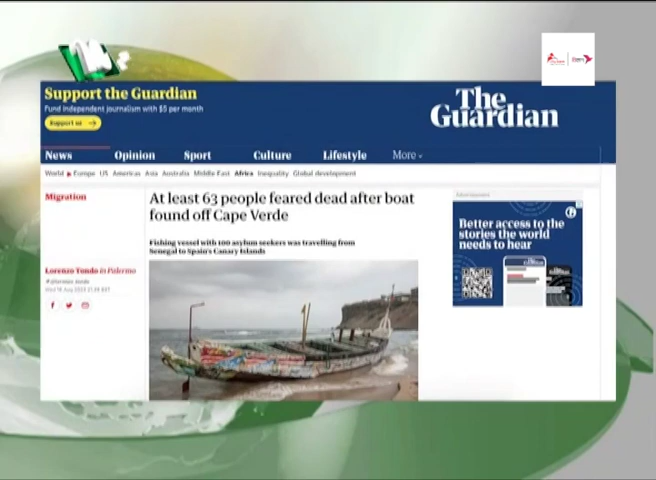 Support the Guardian
Fund independent journalism with $5 per month
Support us →
The
Guardian
News Opinion Sport Culture Lifestyle More
World Europe US Americas Asia Australia Middle East Africa Inequality Global development
Migration
At least 63 people feared dead after boat
found off Cape Verde
Fishing vessel with 100 asylum seekers was travelling from
Senegal to Spain's Canary Islands
Lorenzo Tondo in Palermo
Advertisement
Better access to the
stories the world
needs to hear